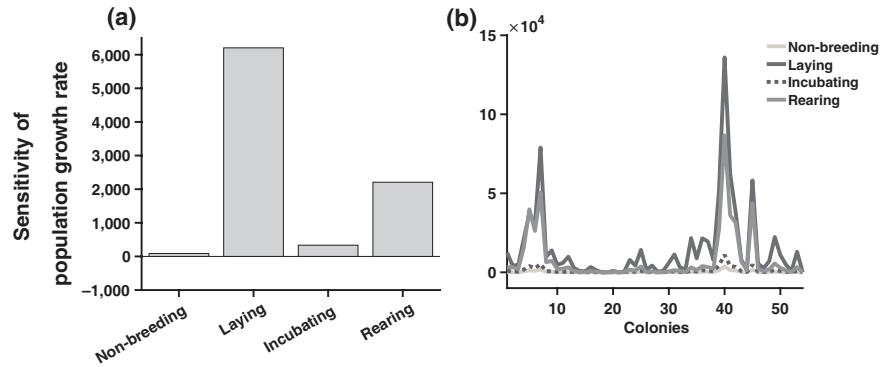 (a)
Sensitivity of
population growth rate
6,000
5,000
4,000
3,000
2,000
1,000
0
–1,000
Non-breeding
Laying
Incubating
Rearing
(b)
×10⁴
15
10
5
0
10
20
30
40
50
Colonies
Non-breeding
Laying
Incubating
Rearing